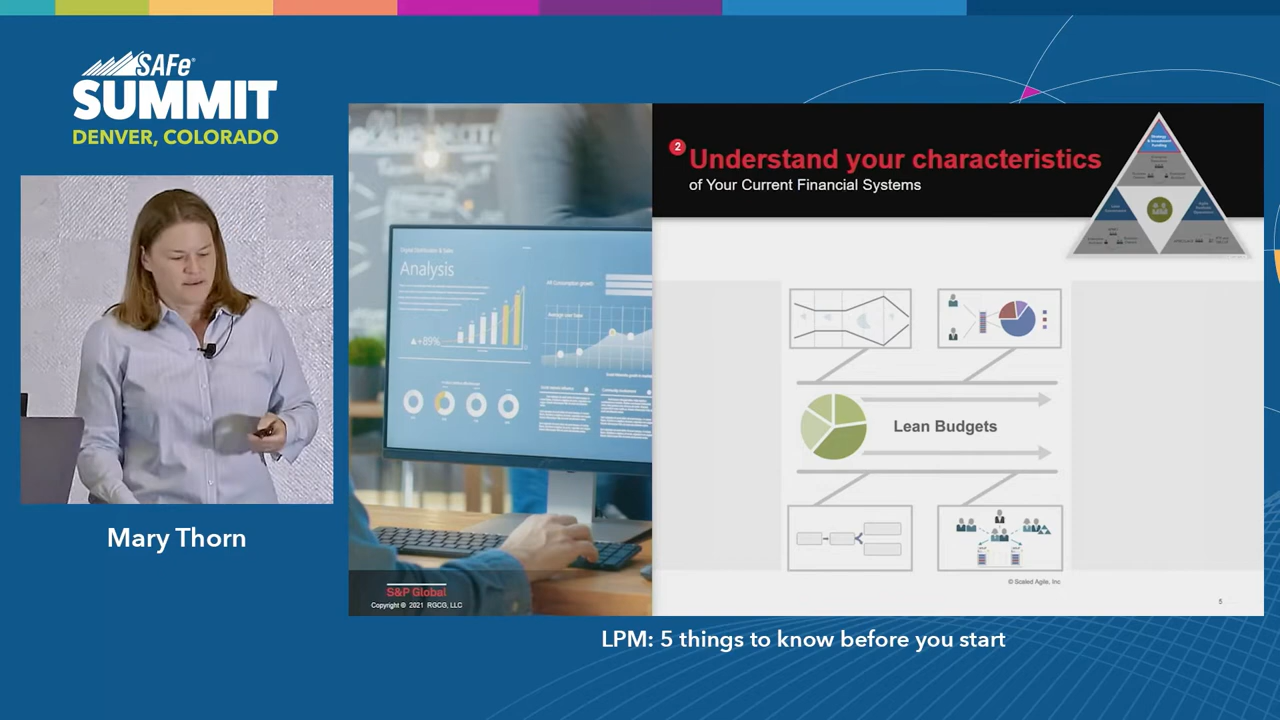 SAFe
SUMMIT
DENVER, COLORADO
Mary Thorn
Analysis
+89%
S&P Global
Copyright © 2021 RGCG, LLC
2
Understand your characteristics
of Your Current Financial Systems
Lean Budgets
© Scaled Agile, Inc
5
LPM: 5 things to know before you start